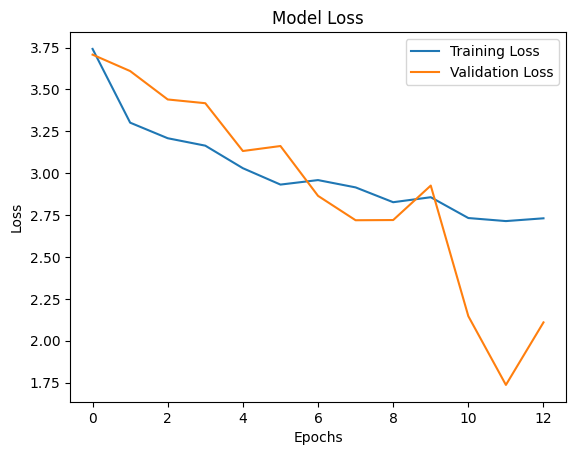 Model Loss
3.75
3.50
3.25
3.00
2.75
2.50
2.25
2.00
1.75
Loss
Training Loss
Validation Loss
0 2 4 6 8 10 12
Epochs